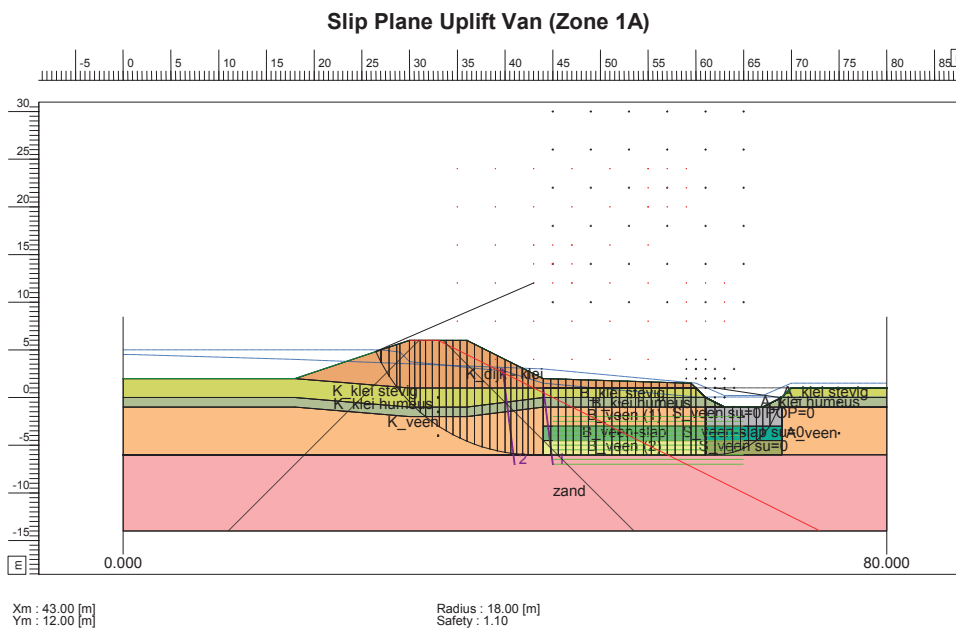 Slip Plane Uplift Van (Zone 1A)
-5 0 5 10 15 20 25 30 35 40 45 50 55 60 65 70 75 80 85
30
25
20
15
10
5
0
-5
-10
-15
m
K_dijk-klei
K_klei stevig
K_klei humeus
K_veen
B_klei stevig
B_klei humeus
B_veen (1)
B_veen-slap
B_veen (2)
S_veen su=0 POP=0
S_veen-slap su=0
S_veen su=0
A_klei stevig
A_klei humeus
A_veen
2
1
zand
0.000 80.000
Xm : 43.00 [m] Radius : 18.00 [m]
Ym : 12.00 [m] Safety : 1.10